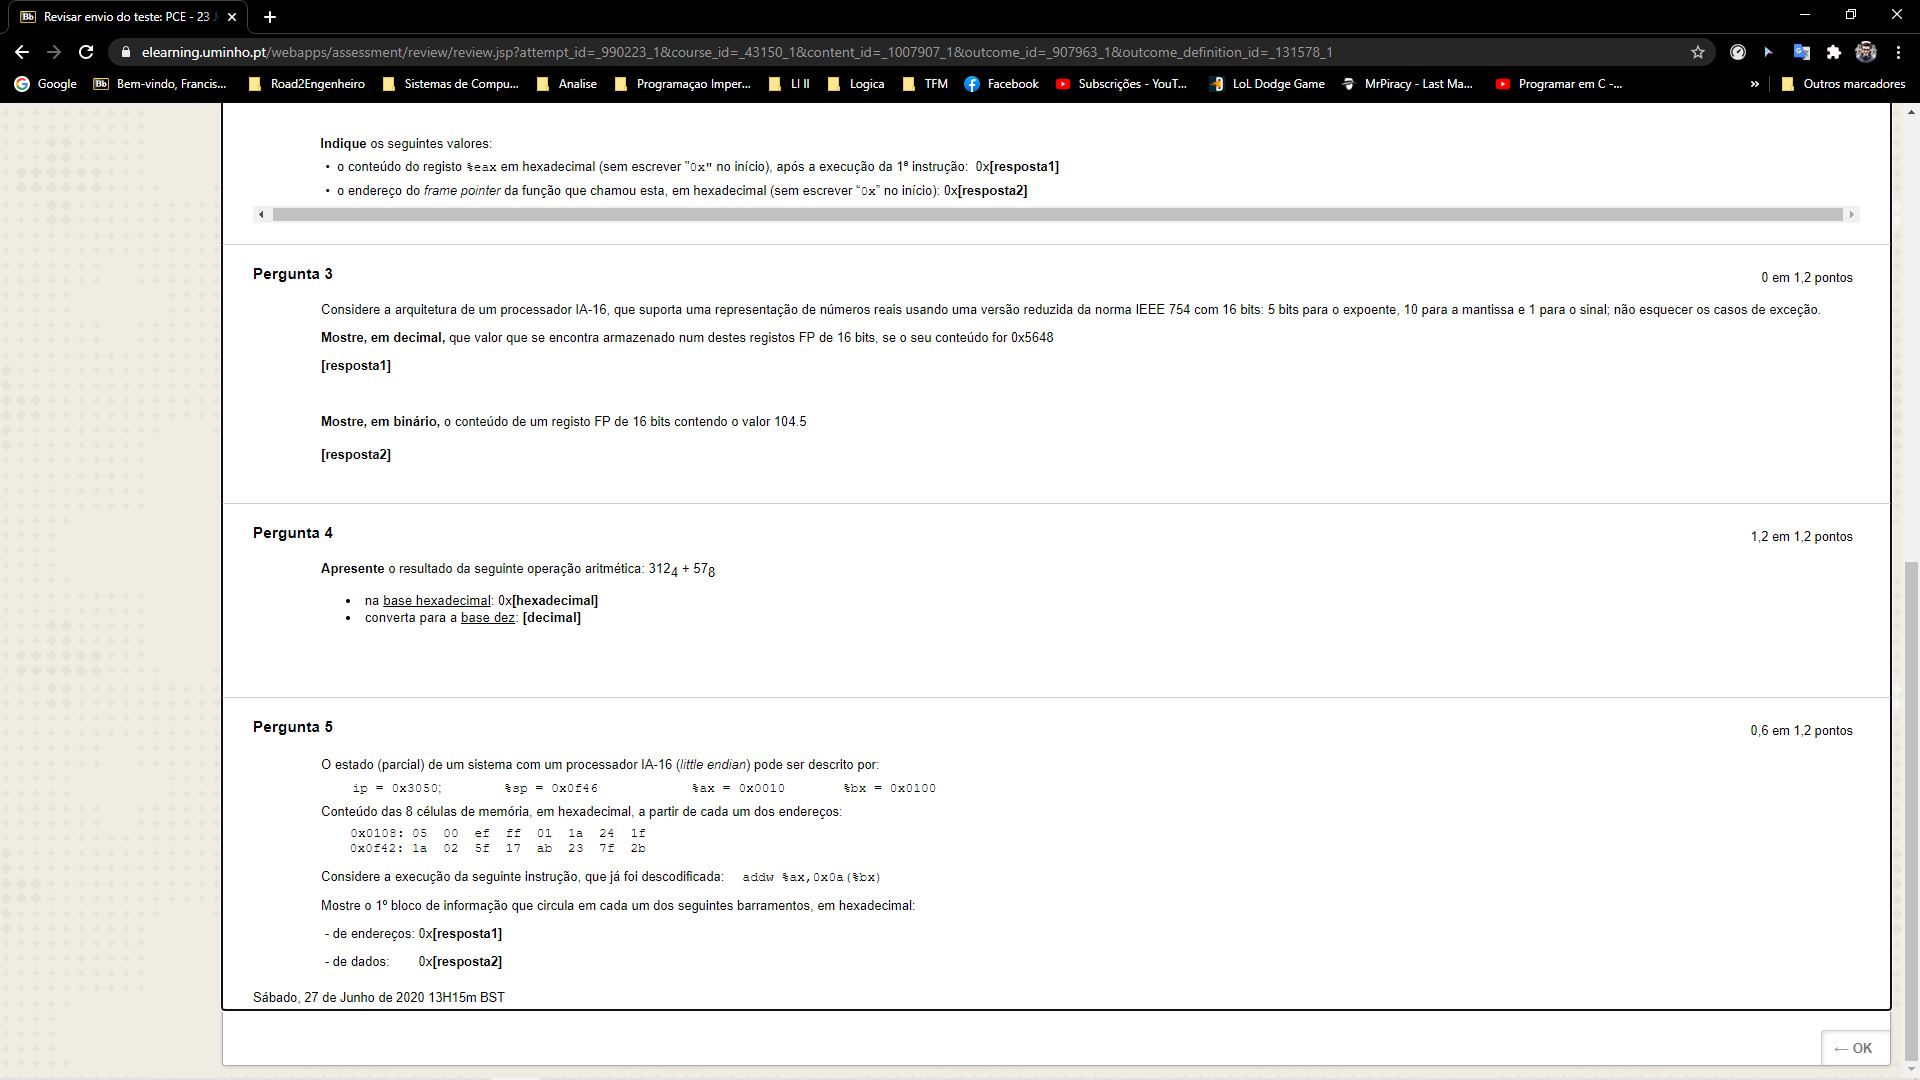 Revisar envio do teste: PCE - 23 J
elearning.uminho.pt/webapps/assessment/review/review.jsp?attempt_id=_990223_1&course_id=_43150_1&content_id=_1007907_1&outcome_id=_907963_1&outcome_definition_id=_131578_1
Google Bb Bem-vindo, Francis... Road2Engenheiro Sistemas de Compu... Analise Programaçao Imper... LI II Logica TFM Facebook Subscrições - YouT... LoL Dodge Game MrPiracy - Last Ma... Programar em C -... » Outros marcadores
Indique os seguintes valores:
• o conteúdo do registo %eax em hexadecimal (sem escrever "0x" no início), após a execução da 1ª instrução: 0x[resposta1]
• o endereço do frame pointer da função que chamou esta, em hexadecimal (sem escrever “0x” no início): 0x[resposta2]
Pergunta 3
0 em 1,2 pontos
Considere a arquitetura de um processador IA-16, que suporta uma representação de números reais usando uma versão reduzida da norma IEEE 754 com 16 bits: 5 bits para o expoente, 10 para a mantissa e 1 para o sinal; não esquecer os casos de exceção.
Mostre, em decimal, que valor que se encontra armazenado num destes registos FP de 16 bits, se o seu conteúdo for 0x5648
[resposta1]
Mostre, em binário, o conteúdo de um registo FP de 16 bits contendo o valor 104.5
[resposta2]
Pergunta 4
1,2 em 1,2 pontos
Apresente o resultado da seguinte operação aritmética: 312₄ + 57₈
• na base hexadecimal: 0x[hexadecimal]
• converta para a base dez: [decimal]
Pergunta 5
0,6 em 1,2 pontos
O estado (parcial) de um sistema com um processador IA-16 (little endian) pode ser descrito por:
ip = 0x3050; %sp = 0x0f46 %ax = 0x0010 %bx = 0x0100
Conteúdo das 8 células de memória, em hexadecimal, a partir de cada um dos endereços:
0x0108: 05 00 ef ff 01 1a 24 1f
0x0f42: 1a 02 5f 17 ab 23 7f 2b
Considere a execução da seguinte instrução, que já foi descodificada: addw %ax,0x0a(%bx)
Mostre o 1º bloco de informação que circula em cada um dos seguintes barramentos, em hexadecimal:
- de endereços: 0x[resposta1]
- de dados: 0x[resposta2]
Sábado, 27 de Junho de 2020 13H15m BST
← OK